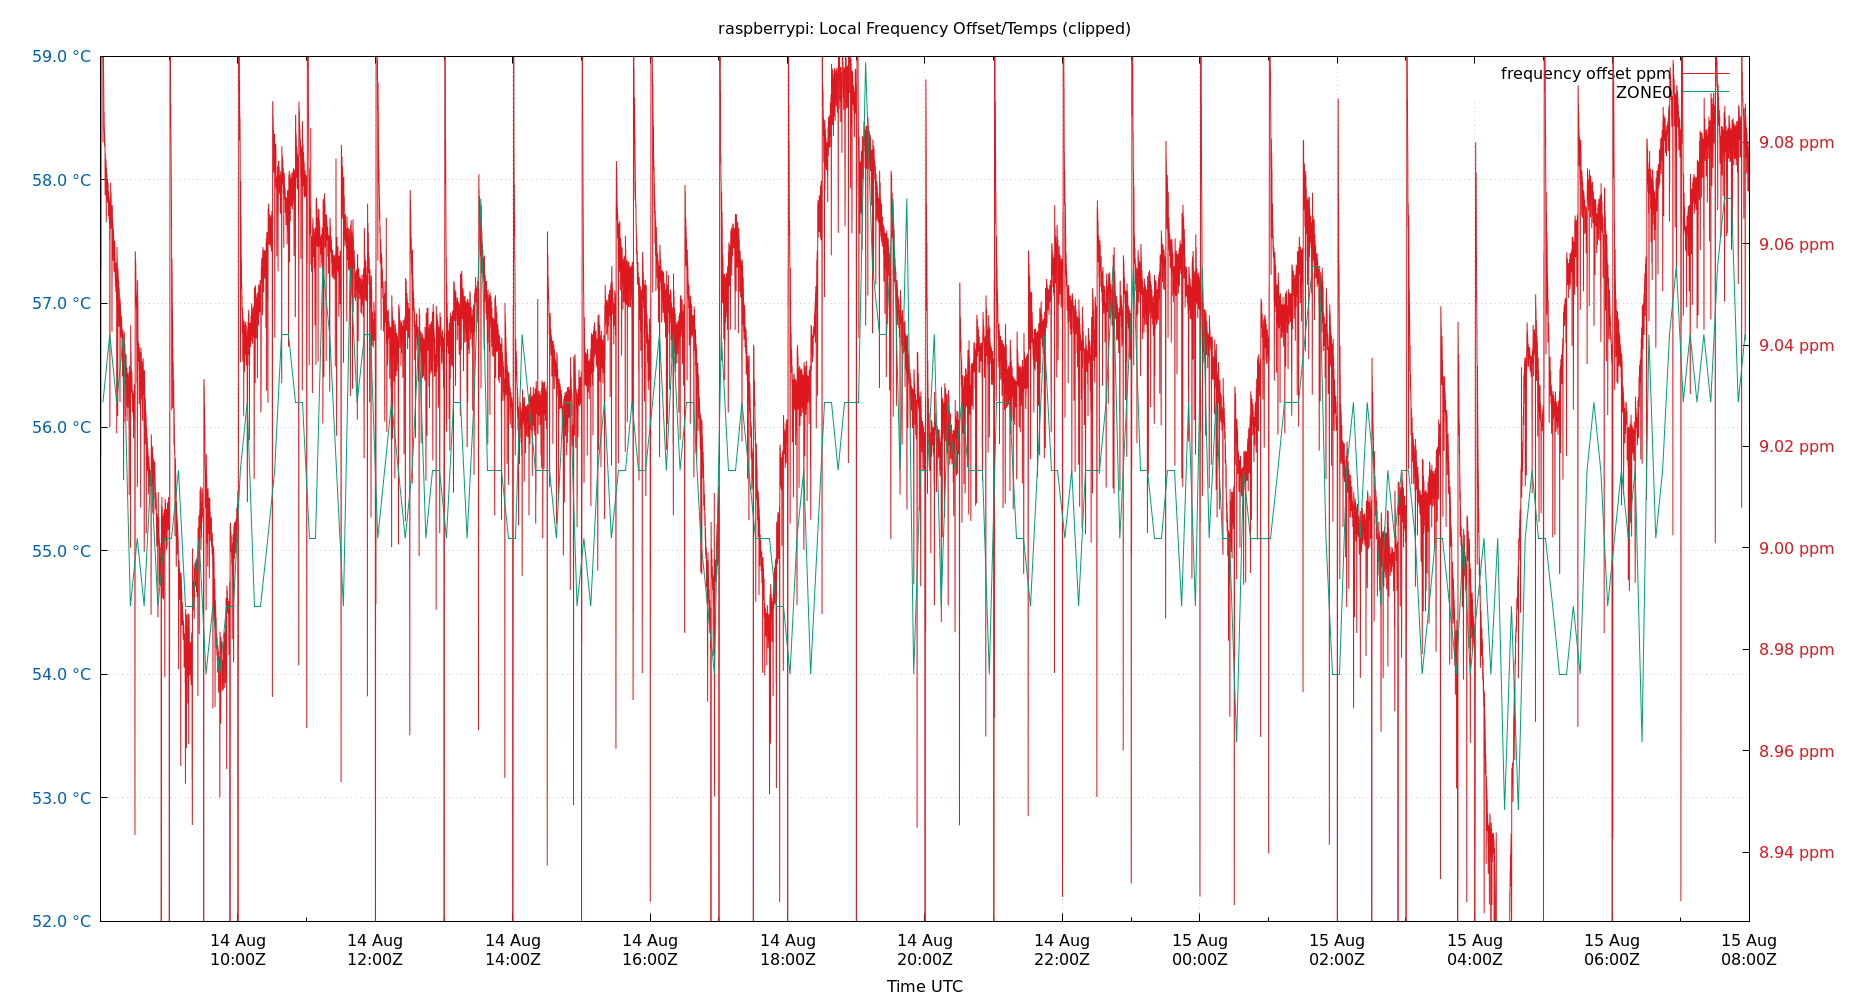 raspberrypi: Local Frequency Offset/Temps (clipped)
59.0 °C
58.0 °C
57.0 °C
56.0 °C
55.0 °C
54.0 °C
53.0 °C
52.0 °C
frequency offset ppm
ZONE0
9.08 ppm
9.06 ppm
9.04 ppm
9.02 ppm
9.00 ppm
8.98 ppm
8.96 ppm
8.94 ppm
14 Aug 14 Aug 14 Aug 14 Aug 14 Aug 14 Aug 14 Aug 15 Aug 15 Aug 15 Aug 15 Aug 15 Aug
10:00Z 12:00Z 14:00Z 16:00Z 18:00Z 20:00Z 22:00Z 00:00Z 02:00Z 04:00Z 06:00Z 08:00Z
Time UTC